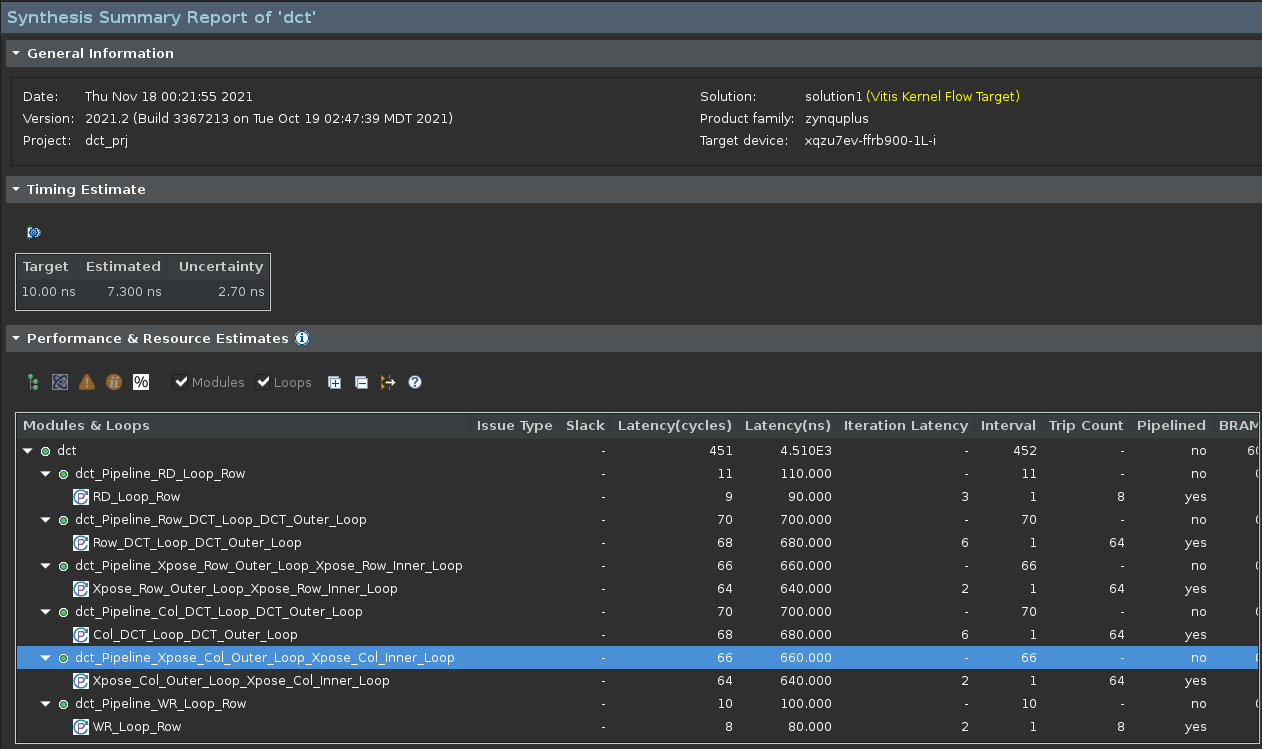 Synthesis Summary Report of 'dct'
General Information
Date: Thu Nov 18 00:21:55 2021 Solution: solution1 (Vitis Kernel Flow Target)
Version: 2021.2 (Build 3367213 on Tue Oct 19 02:47:39 MDT 2021) Product family: zynquplus
Project: dct_prj Target device: xqzu7ev-ffrb900-1L-i
Timing Estimate
Target Estimated Uncertainty
10.00 ns 7.300 ns 2.70 ns
Performance & Resource Estimates
% Modules Loops
Modules & Loops Issue Type Slack Latency(cycles) Latency(ns) Iteration Latency Interval Trip Count Pipelined BRAM
dct - 451 4.510E3 - 452 - no
dct_Pipeline_RD_Loop_Row - 11 110.000 - 11 - no
RD_Loop_Row - 9 90.000 3 1 8 yes
dct_Pipeline_Row_DCT_Loop_DCT_Outer_Loop - 70 700.000 - 70 - no
Row_DCT_Loop_DCT_Outer_Loop - 68 680.000 6 1 64 yes
dct_Pipeline_Xpose_Row_Outer_Loop_Xpose_Row_Inner_Loop - 66 660.000 - 66 - no
Xpose_Row_Outer_Loop_Xpose_Row_Inner_Loop - 64 640.000 2 1 64 yes
dct_Pipeline_Col_DCT_Loop_DCT_Outer_Loop - 70 700.000 - 70 - no
Col_DCT_Loop_DCT_Outer_Loop - 68 680.000 6 1 64 yes
dct_Pipeline_Xpose_Col_Outer_Loop_Xpose_Col_Inner_Loop - 66 660.000 - 66 - no
Xpose_Col_Outer_Loop_Xpose_Col_Inner_Loop - 64 640.000 2 1 64 yes
dct_Pipeline_WR_Loop_Row - 10 100.000 - 10 - no
WR_Loop_Row - 8 80.000 2 1 8 yes